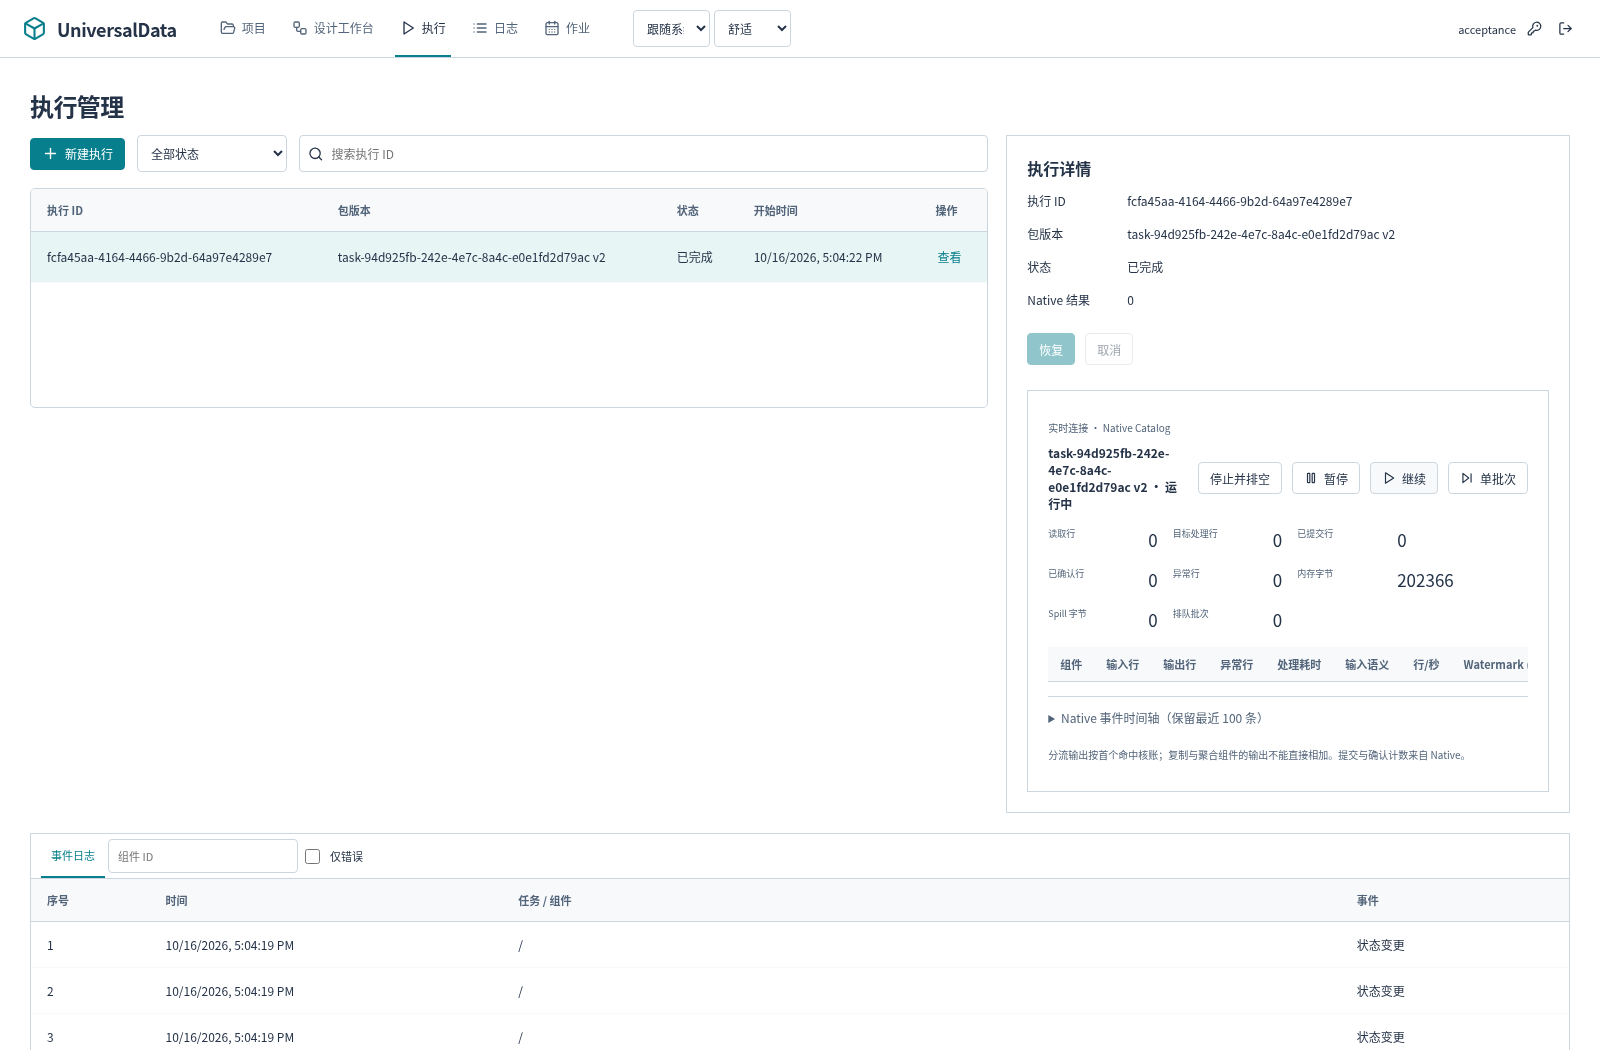 UniversalData
项目
设计工作台
执行
日志
作业
跟随系
舒适
acceptance
执行管理
新建执行
全部状态
搜索执行 ID
执行 ID 包版本 状态 开始时间 操作
fcfa45aa-4164-4466-9b2d-64a97e4289e7 task-94d925fb-242e-4e7c-8a4c-e0e1fd2d79ac v2 已完成 10/16/2026, 5:04:22 PM 查看
执行详情
执行 ID fcfa45aa-4164-4466-9b2d-64a97e4289e7
包版本 task-94d925fb-242e-4e7c-8a4c-e0e1fd2d79ac v2
状态 已完成
Native 结果 0
恢复 取消
实时连接 · Native Catalog
task-94d925fb-242e-
4e7c-8a4c-
e0e1fd2d79ac v2 · 运
行中
停止并排空 暂停 继续 单批次
读取行 0 目标处理行 0 已提交行 0
已确认行 0 异常行 0 内存字节 202366
Spill 字节 0 排队批次 0
组件 输入行 输出行 异常行 处理耗时 输入语义 行/秒 Watermark
Native 事件时间轴（保留最近 100 条）
分流输出按首个命中核账；复制与聚合组件的输出不能直接相加。提交与确认计数来自 Native。
事件日志 组件 ID 仅错误
序号 时间 任务 / 组件 事件
1 10/16/2026, 5:04:19 PM / 状态变更
2 10/16/2026, 5:04:19 PM / 状态变更
3 10/16/2026, 5:04:19 PM / 状态变更